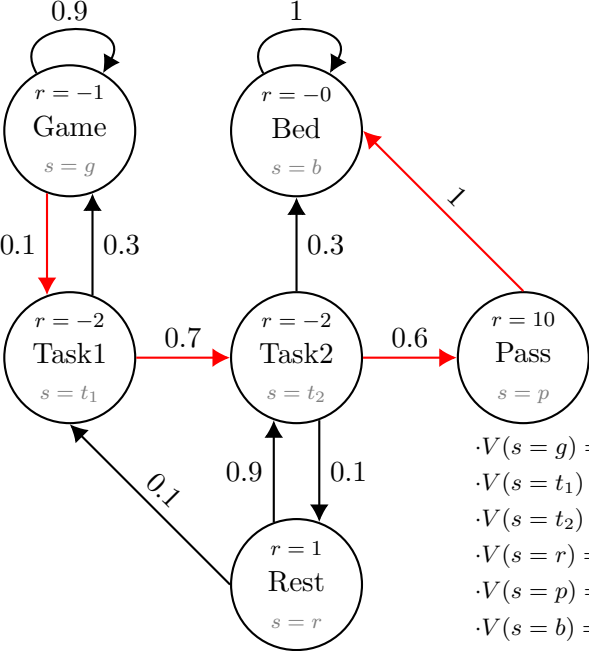 0.9
1
r = −1
Game
s = g
r = −0
Bed
s = b
1
0.1
0.3
0.3
r = −2
Task1
s = t₁
0.7
r = −2
Task2
s = t₂
0.6
r = 10
Pass
s = p
0.1
0.9
0.1
r = 1
Rest
s = r
·V(s = g) =
·V(s = t₁)
·V(s = t₂)
·V(s = r) =
·V(s = p) =
·V(s = b) =